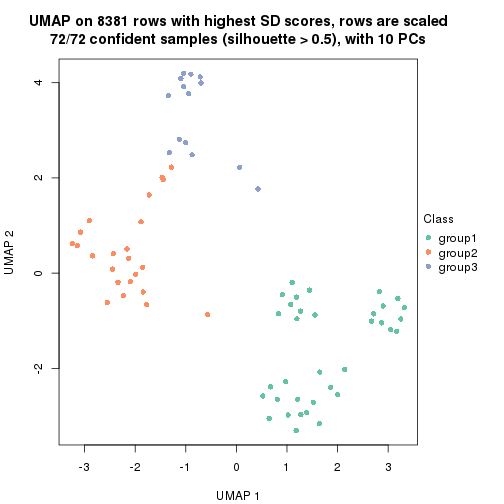 UMAP on 8381 rows with highest SD scores, rows are scaled
72/72 confident samples (silhouette > 0.5), with 10 PCs
4
2
0
-2
UMAP 2
-3
-2
-1
0
1
2
3
UMAP 1
Class
group1
group2
group3